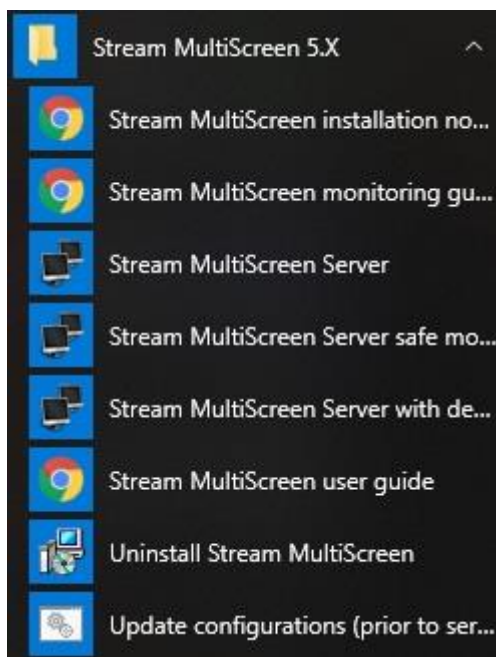 Stream MultiScreen 5.X
Stream MultiScreen installation no...
Stream MultiScreen monitoring gu...
Stream MultiScreen Server
Stream MultiScreen Server safe mo...
Stream MultiScreen Server with de...
Stream MultiScreen user guide
Uninstall Stream MultiScreen
Update configurations (prior to ser...